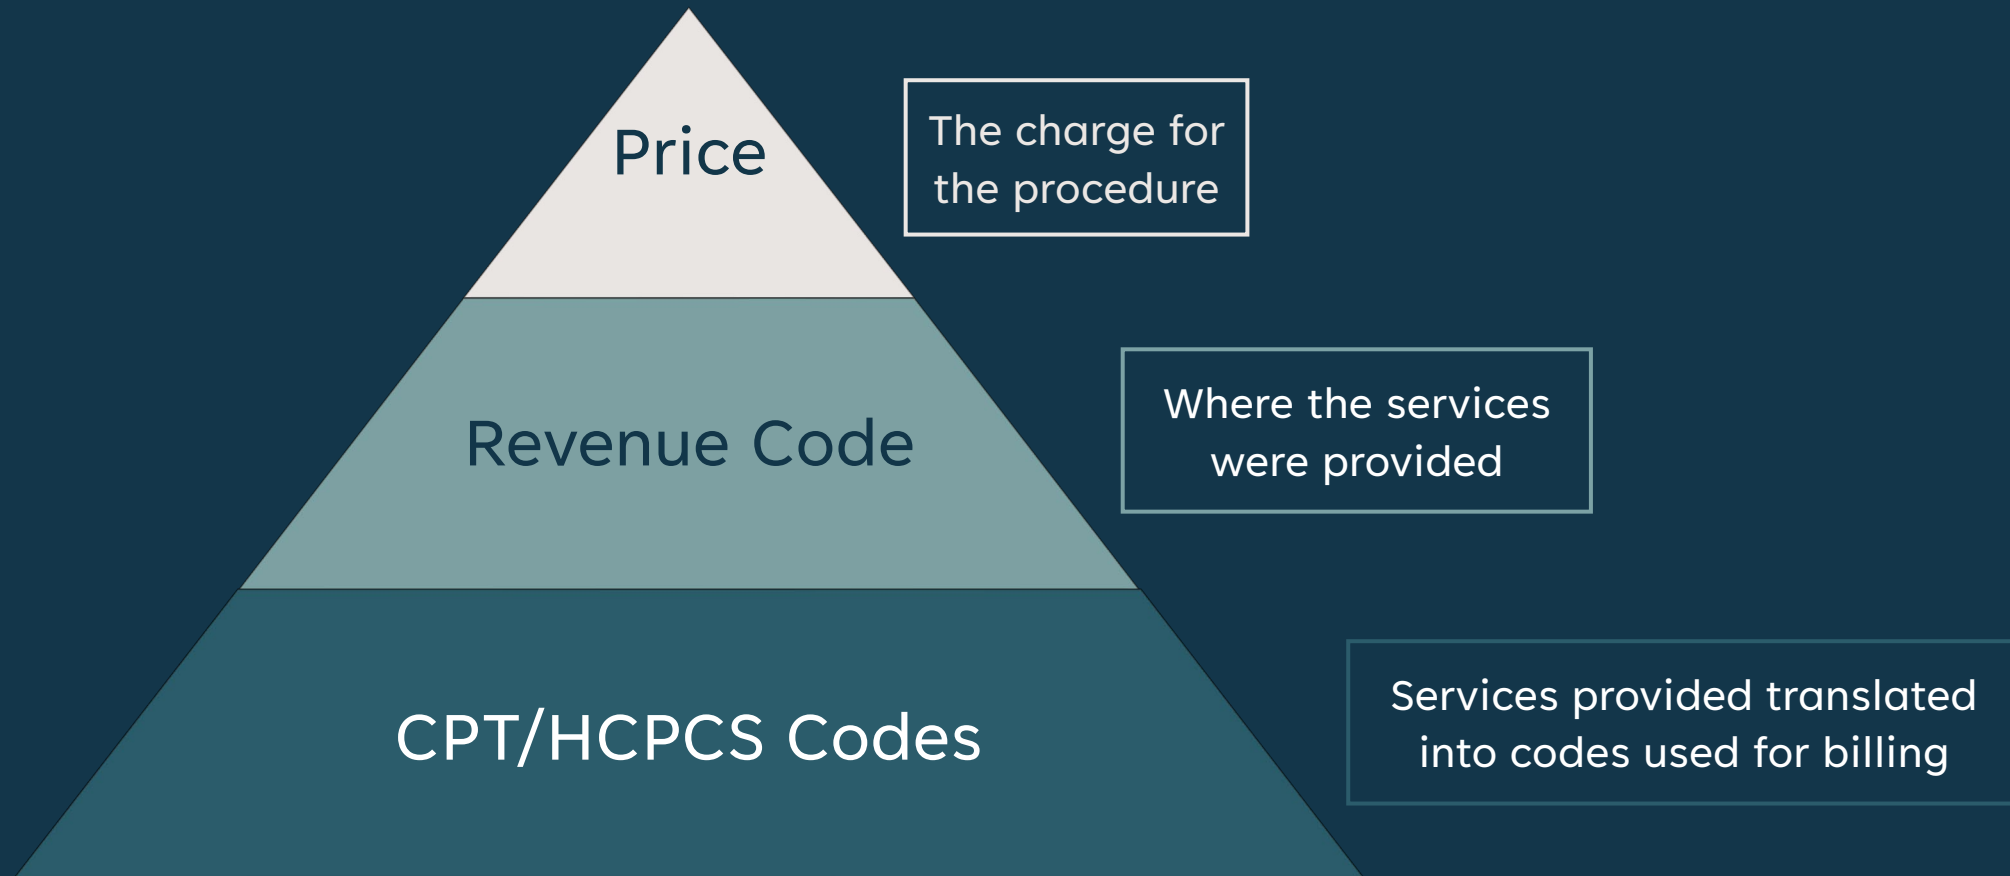 Price
The charge for
the procedure
Revenue Code
Where the services
were provided
CPT/HCPCS Codes
Services provided translated
into codes used for billing